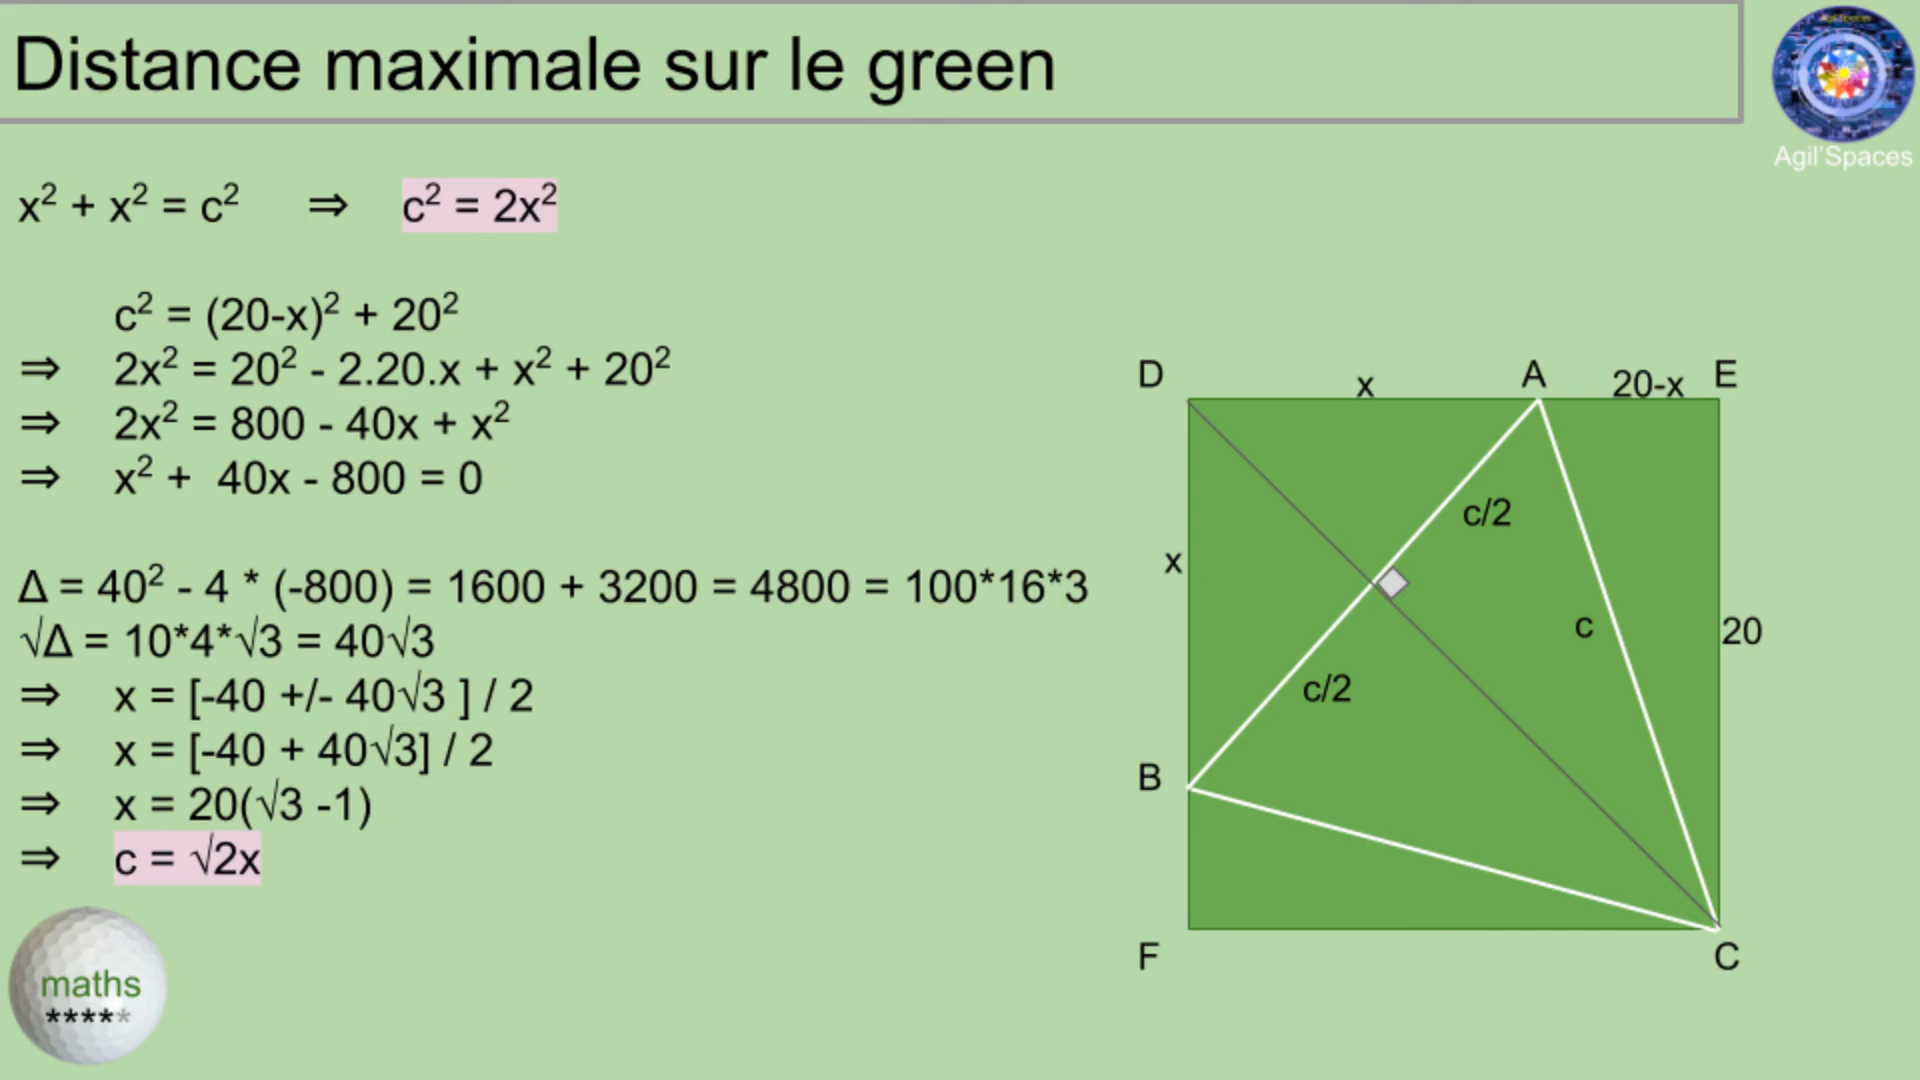 Distance maximale sur le green
Agil'Spaces
x² + x² = c² ⇒ c² = 2x²
c² = (20-x)² + 20²
⇒ 2x² = 20² - 2.20.x + x² + 20²
⇒ 2x² = 800 - 40x + x²
⇒ x² + 40x - 800 = 0
Δ = 40² - 4 * (-800) = 1600 + 3200 = 4800 = 100*16*3
√Δ = 10*4*√3 = 40√3
⇒ x = [-40 +/- 40√3 ] / 2
⇒ x = [-40 + 40√3] / 2
⇒ x = 20(√3 -1)
⇒ c = √2x
maths
*****
D x A 20-x E
c/2
x
c
20
c/2
B
F C